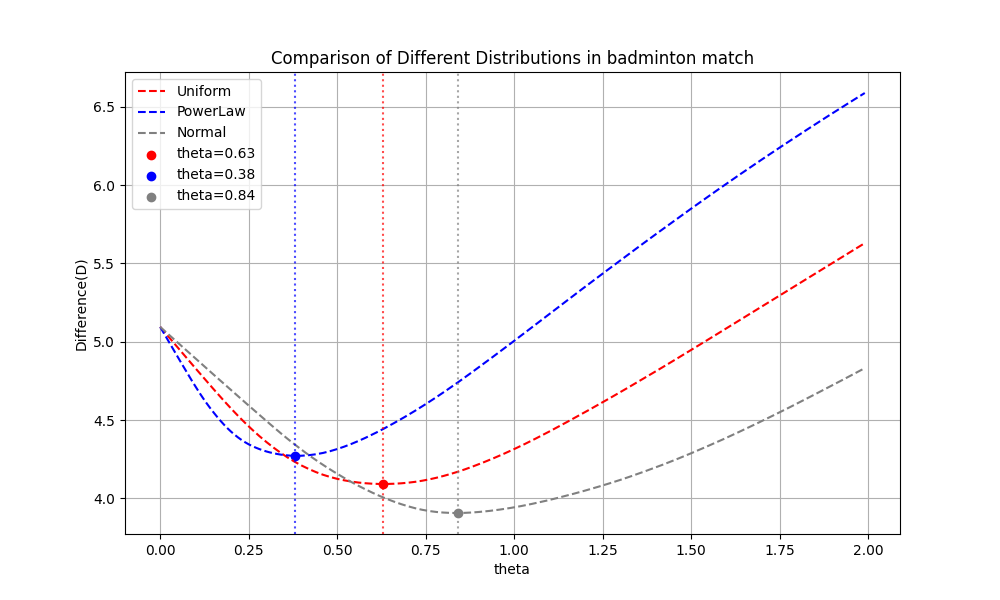 Comparison of Different Distributions in badminton match
Uniform
PowerLaw
Normal
theta=0.63
theta=0.38
theta=0.84
6.5
6.0
5.5
5.0
4.5
4.0
Difference(D)
0.00 0.25 0.50 0.75 1.00 1.25 1.50 1.75 2.00
theta